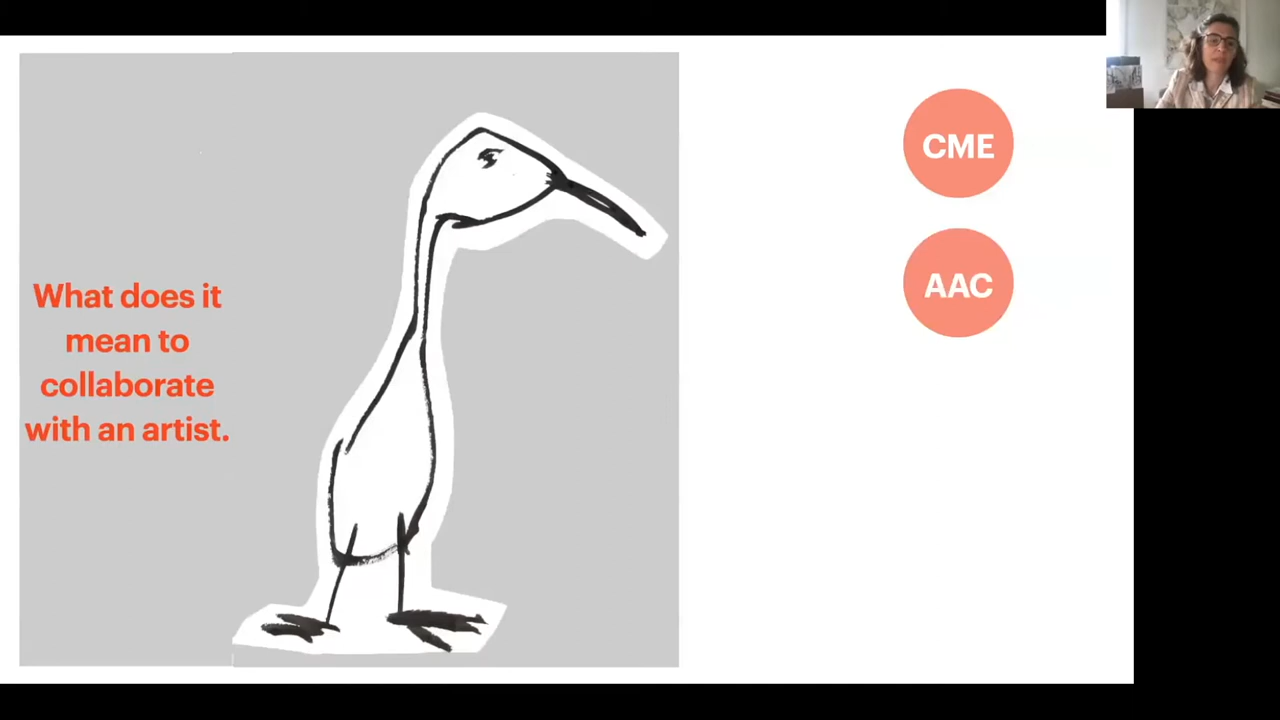 What does it
mean to
collaborate
with an artist.
CME
AAC